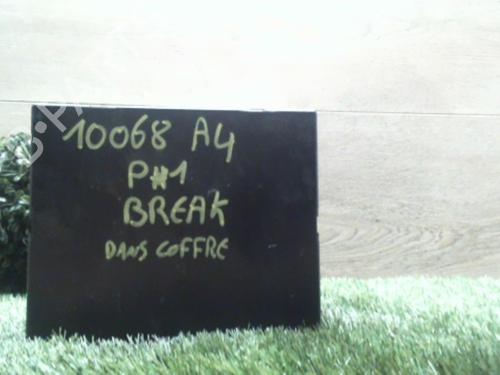 10068 A4
P#1
BREAK
DANS COFFRE